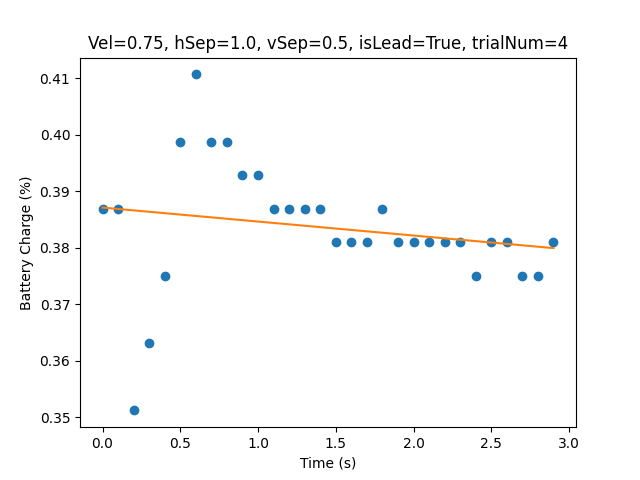 Vel=0.75, hSep=1.0, vSep=0.5, isLead=True, trialNum=4
0.41
0.40
0.39
0.38
0.37
0.36
0.35
Battery Charge (%)
0.0 0.5 1.0 1.5 2.0 2.5 3.0
Time (s)